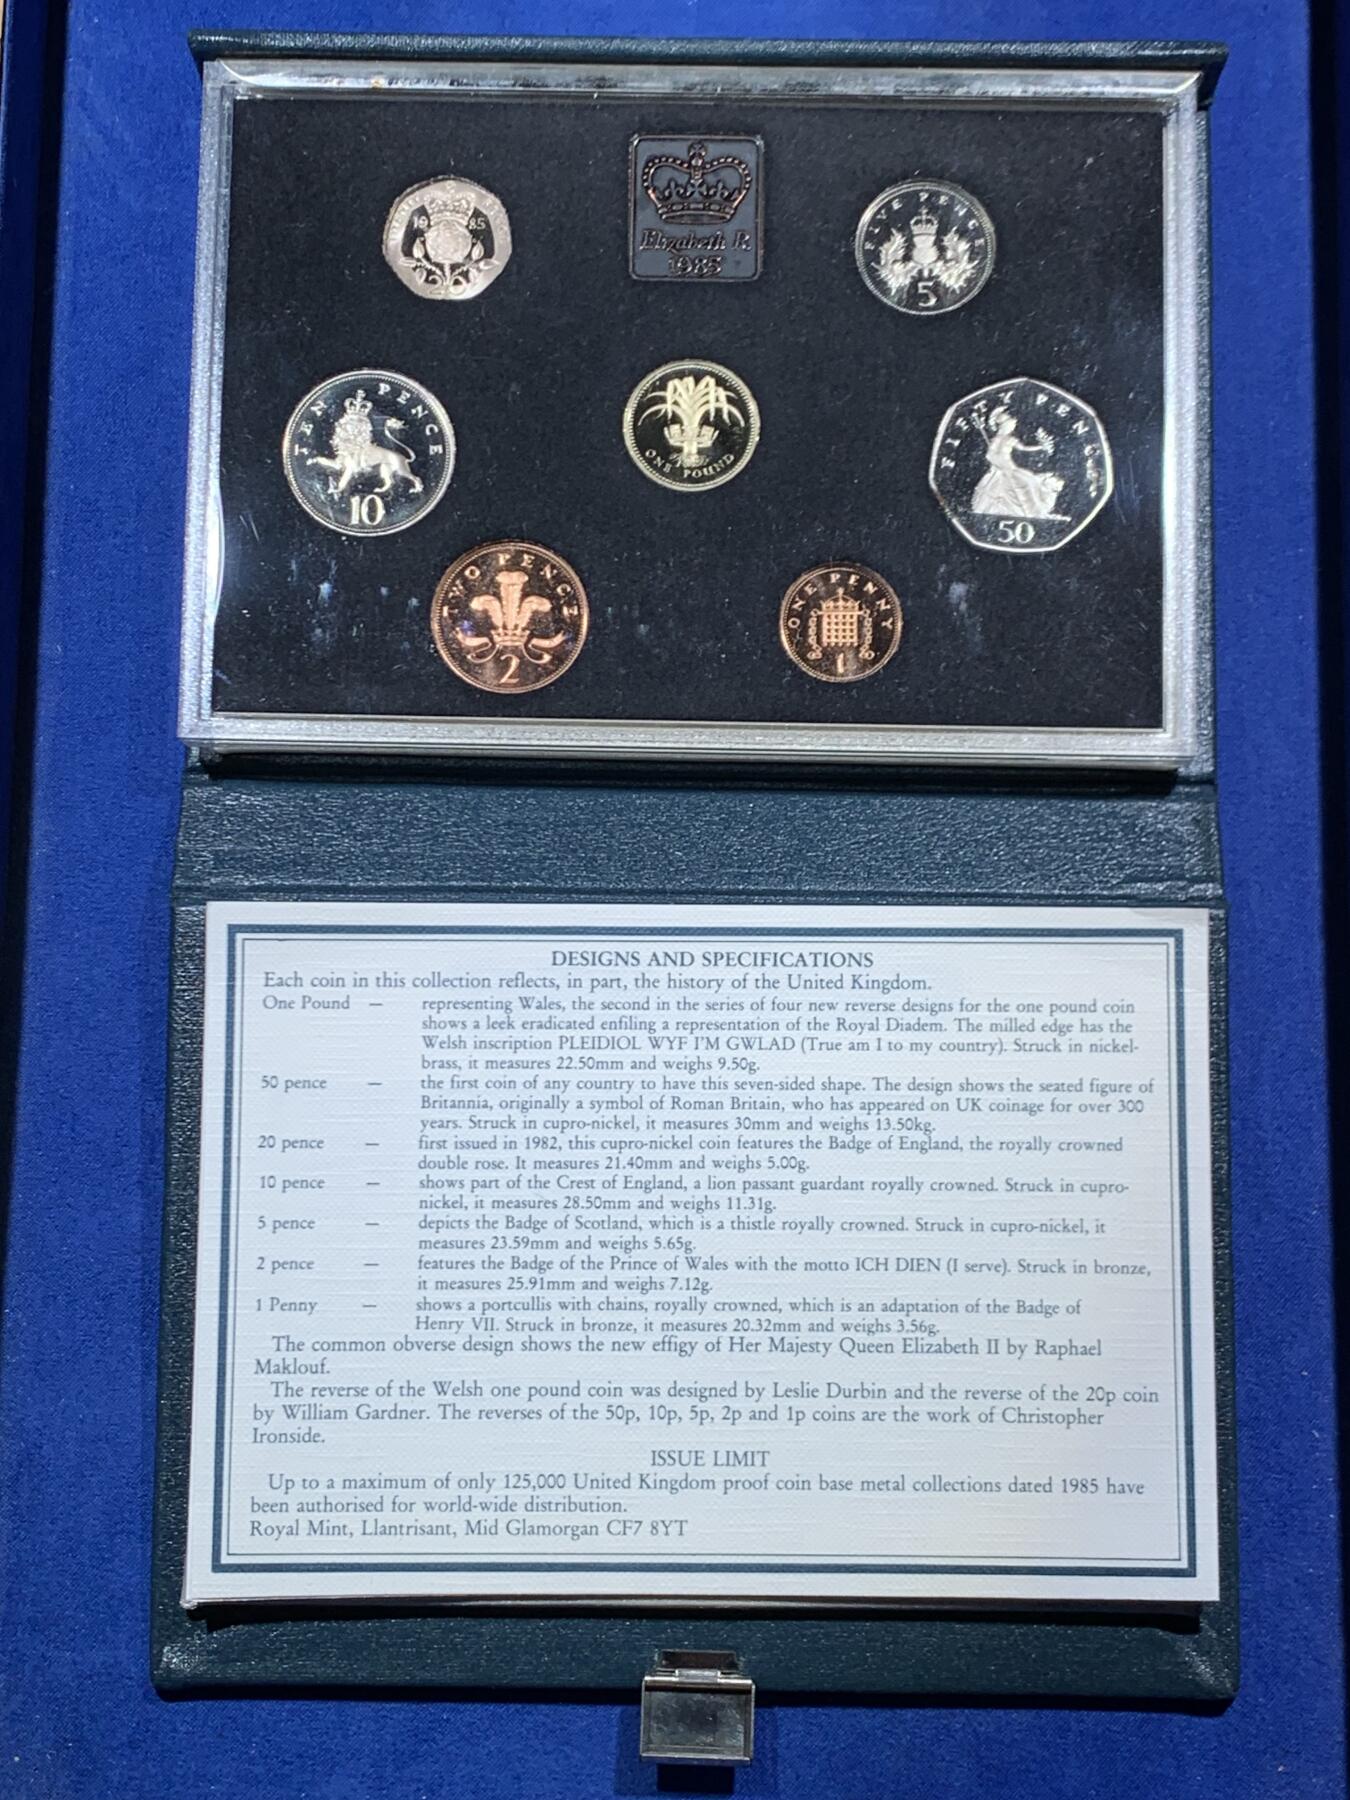 1985
20
Elizabeth R
1985
FIVE PENCE
5
TEN PENCE
10
ONE POUND
FIFTY PENCE
50
TWO PENCE
2
ONE PENNY
1
DESIGNS AND SPECIFICATIONS
Each coin in this collection reflects, in part, the history of the United Kingdom.
One Pound — representing Wales, the second in the series of four new reverse designs for the one pound coin
shows a leek eradicated enfiling a representation of the Royal Diadem. The milled edge has the
Welsh inscription PLEIDIOL WYF I'M GWLAD (True am I to my country). Struck in nickel-
brass, it measures 22.50mm and weighs 9.50g.
50 pence — the first coin of any country to have this seven-sided shape. The design shows the seated figure of
Britannia, originally a symbol of Roman Britain, who has appeared on UK coinage for over 300
years. Struck in cupro-nickel, it measures 30mm and weighs 13.50kg.
20 pence — first issued in 1982, this cupro-nickel coin features the Badge of England, the royally crowned
double rose. It measures 21.40mm and weighs 5.00g.
10 pence — shows part of the Crest of England, a lion passant guardant royally crowned. Struck in cupro-
nickel, it measures 28.50mm and weighs 11.31g.
5 pence — depicts the Badge of Scotland, which is a thistle royally crowned. Struck in cupro-nickel, it
measures 23.59mm and weighs 5.65g.
2 pence — features the Badge of the Prince of Wales with the motto ICH DIEN (I serve). Struck in bronze,
it measures 25.91mm and weighs 7.12g.
1 Penny — shows a portcullis with chains, royally crowned, which is an adaptation of the Badge of
Henry VII. Struck in bronze, it measures 20.32mm and weighs 3.56g.
The common obverse design shows the new effigy of Her Majesty Queen Elizabeth II by Raphael
Maklouf.
The reverse of the Welsh one pound coin was designed by Leslie Durbin and the reverse of the 20p coin
by William Gardner. The reverses of the 50p, 10p, 5p, 2p and 1p coins are the work of Christopher
Ironside.
ISSUE LIMIT
Up to a maximum of only 125,000 United Kingdom proof coin base metal collections dated 1985 have
been authorised for world-wide distribution.
Royal Mint, Llantrisant, Mid Glamorgan CF7 8YT